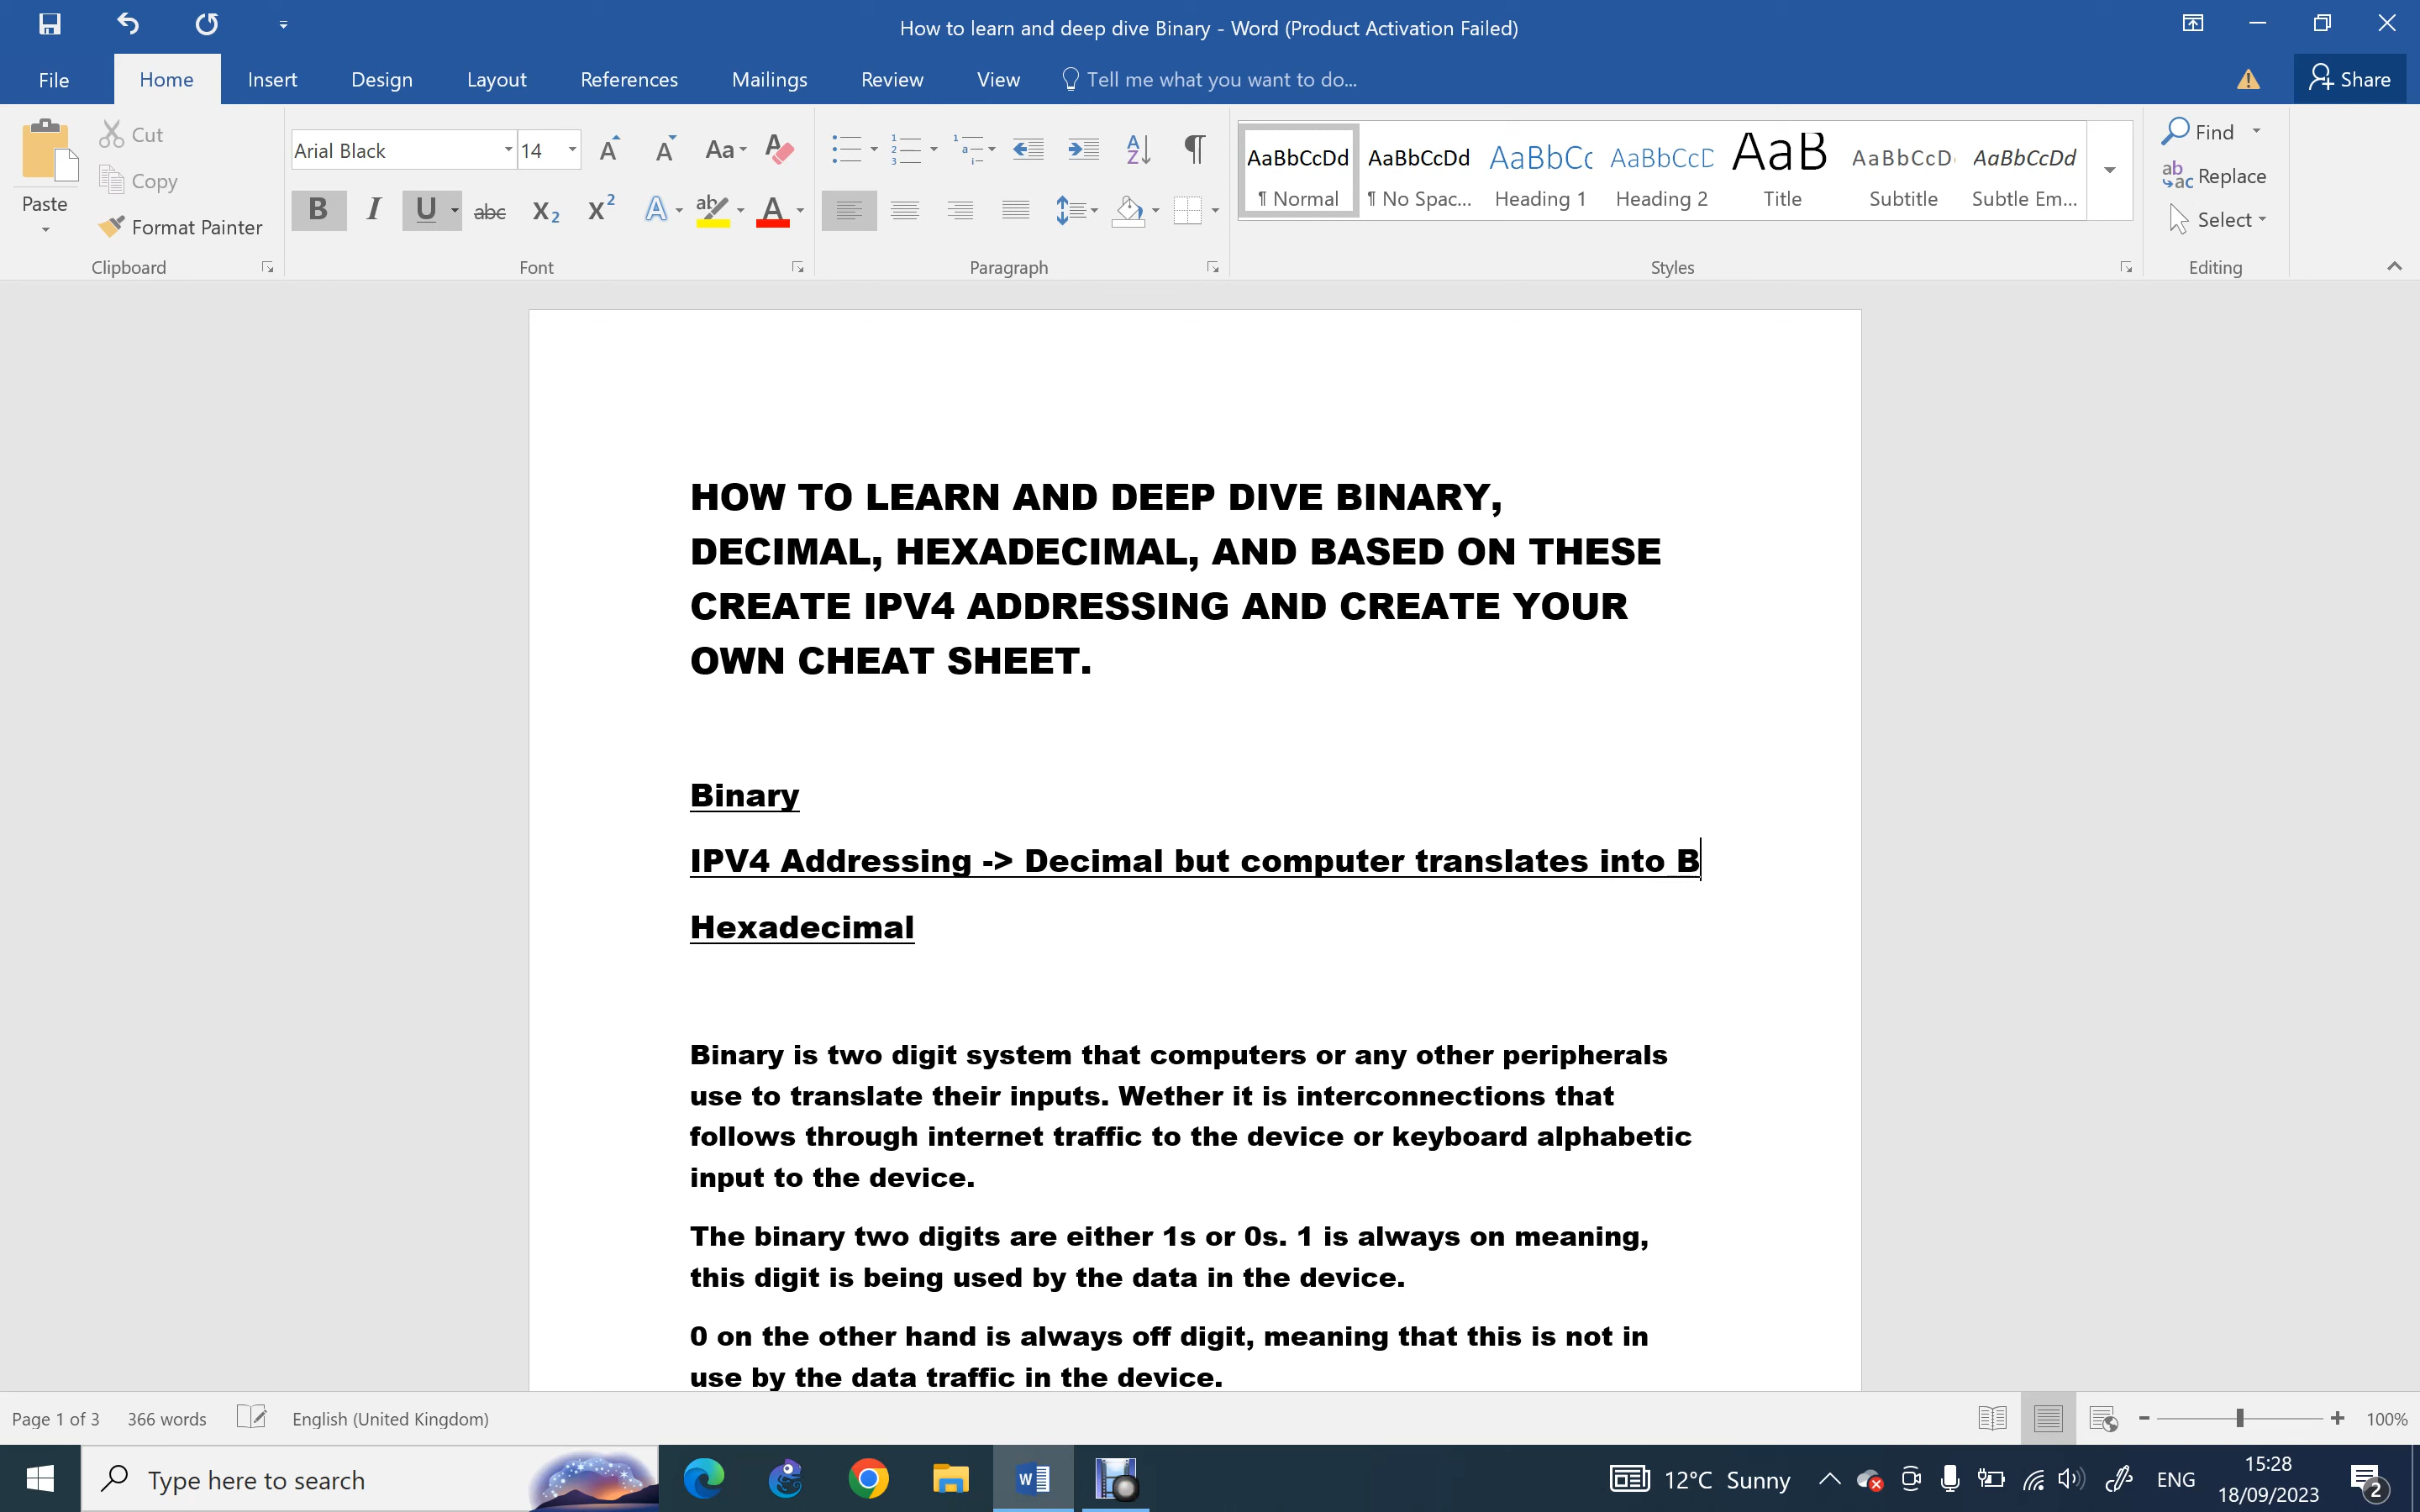 How to learn and deep dive Binary - Word (Product Activation Failed)
File Home Insert Design Layout References Mailings Review View Tell me what you want to do... Share
Paste Cut Copy Format Painter
Clipboard
Arial Black 14
Font
Paragraph
AaBbCcDd AaBbCcDd AaBbCc AaBbCcD AaB AaBbCcD AaBbCcDd
¶ Normal ¶ No Spac... Heading 1 Heading 2 Title Subtitle Subtle Em...
Styles
Find
Replace
Select
Editing
HOW TO LEARN AND DEEP DIVE BINARY,
DECIMAL, HEXADECIMAL, AND BASED ON THESE
CREATE IPV4 ADDRESSING AND CREATE YOUR
OWN CHEAT SHEET.
Binary
IPV4 Addressing -> Decimal but computer translates into B
Hexadecimal
Binary is two digit system that computers or any other peripherals
use to translate their inputs. Wether it is interconnections that
follows through internet traffic to the device or keyboard alphabetic
input to the device.
The binary two digits are either 1s or 0s. 1 is always on meaning,
this digit is being used by the data in the device.
0 on the other hand is always off digit, meaning that this is not in
use by the data traffic in the device.
Page 1 of 3 366 words English (United Kingdom) 100%
Type here to search
12°C Sunny ENG 15:28
18/09/2023 2